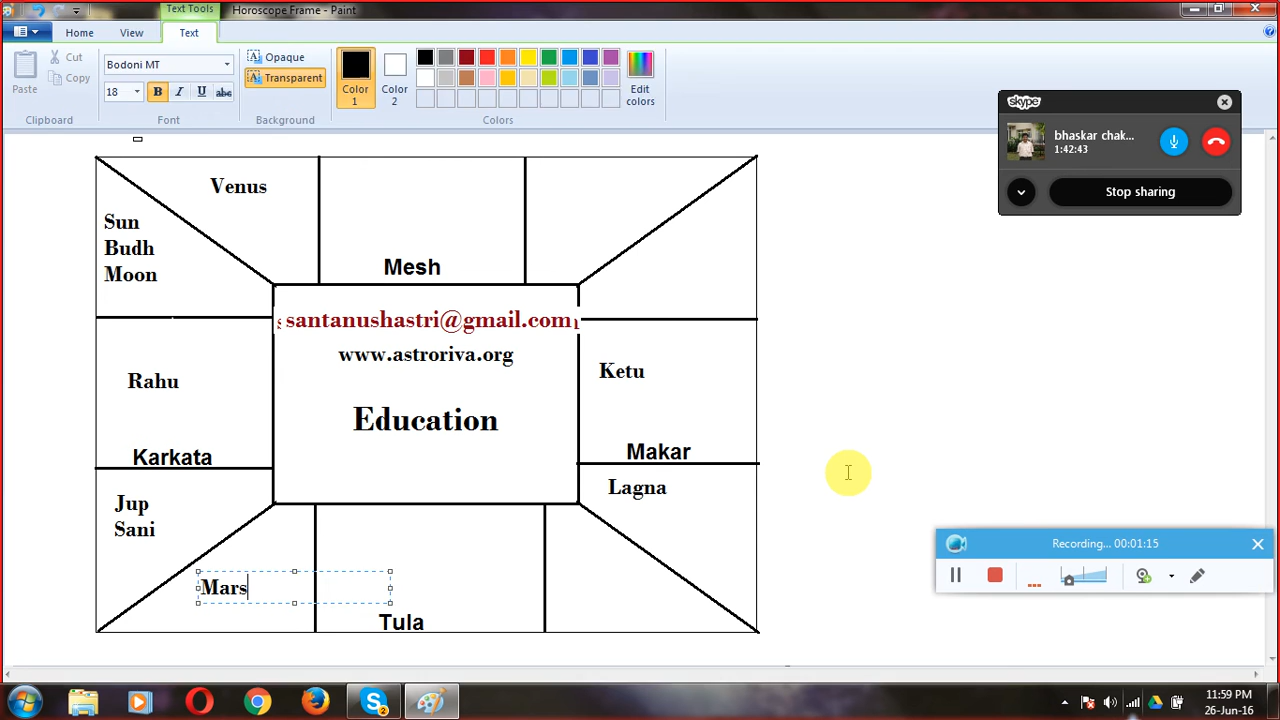 Text Tools
Horoscope Frame - Paint
Home
View
Text
Cut
Copy
Paste
Clipboard
Bodoni MT
18
B I U abc
Font
Opaque
Transparent
Background
Color 1
Color 2
Edit colors
Colors
skype
bhaskar chak...
1:42:43
Stop sharing
Venus
Sun
Budh
Moon
Mesh
santanushastri@gmail.com
www.astroriva.org
Rahu
Ketu
Education
Karkata
Makar
Jup
Sani
Lagna
Mars
Tula
Recording... 00:01:15
2
11:59 PM
26-Jun-16